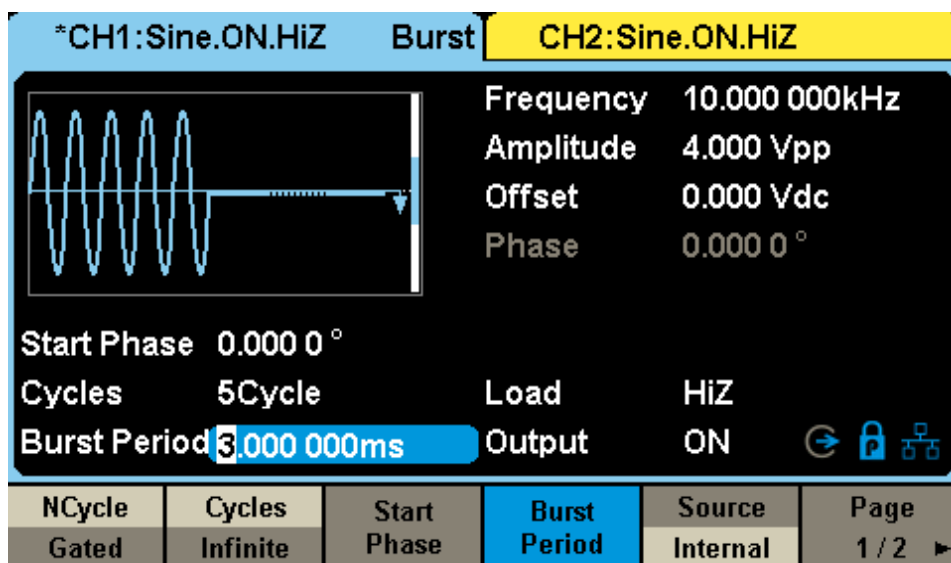 *CH1:Sine.ON.HiZ Burst CH2:Sine.ON.HiZ
Frequency 10.000 000kHz
Amplitude 4.000 Vpp
Offset 0.000 Vdc
Phase 0.000 0 °
Start Phase 0.000 0 °
Cycles 5Cycle Load HiZ
Burst Period 3.000 000ms Output ON P
NCycle Cycles Start Burst Source Page
Gated Infinite Phase Period Internal 1 / 2 ►